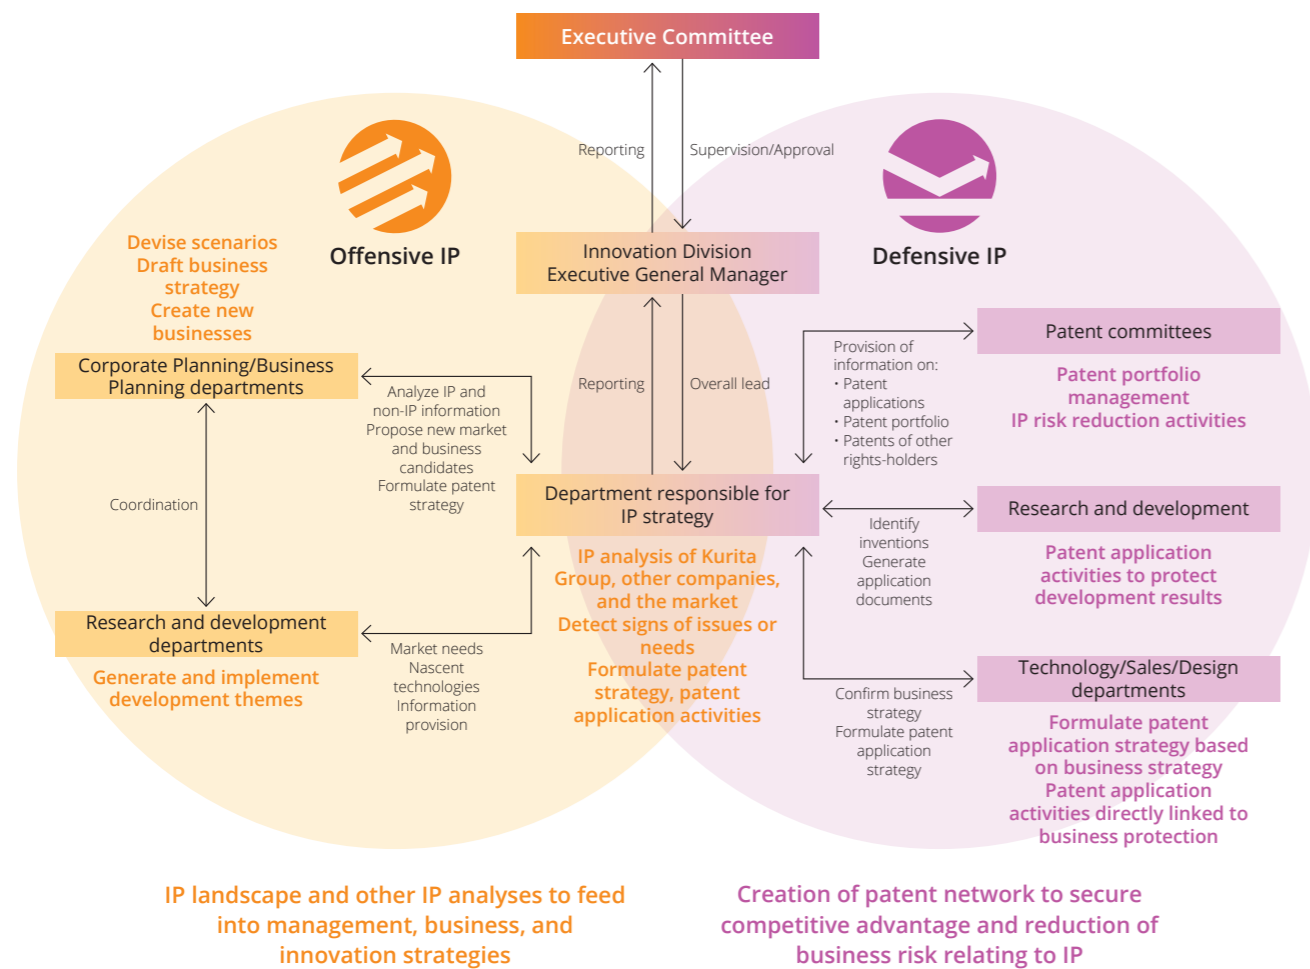 Executive Committee
Reporting
Supervision/Approval
Offensive IP
Innovation Division
Executive General Manager
Defensive IP
Devise scenarios
Draft business
strategy
Create new
businesses
Corporate Planning/Business
Planning departments
Analyze IP and
non-IP information
Propose new market
and business
candidates
Formulate patent
strategy
Reporting
Overall lead
Provision of
information on:
・Patent
applications
・Patent portfolio
・Patents of other
rights-holders
Patent committees
Patent portfolio
management
IP risk reduction activities
Coordination
Department responsible for
IP strategy
IP analysis of Kurita
Group, other companies,
and the market
Detect signs of issues or
needs
Formulate patent
strategy, patent
application activities
Identify
inventions
Generate
application
documents
Research and development
Patent application
activities to protect
development results
Research and development
departments
Generate and implement
development themes
Market needs
Nascent
technologies
Information
provision
Confirm business
strategy
Formulate patent
application
strategy
Technology/Sales/Design
departments
Formulate patent
application strategy based
on business strategy
Patent application
activities directly linked to
business protection
IP landscape and other IP analyses to feed
into management, business, and
innovation strategies
Creation of patent network to secure
competitive advantage and reduction of
business risk relating to IP